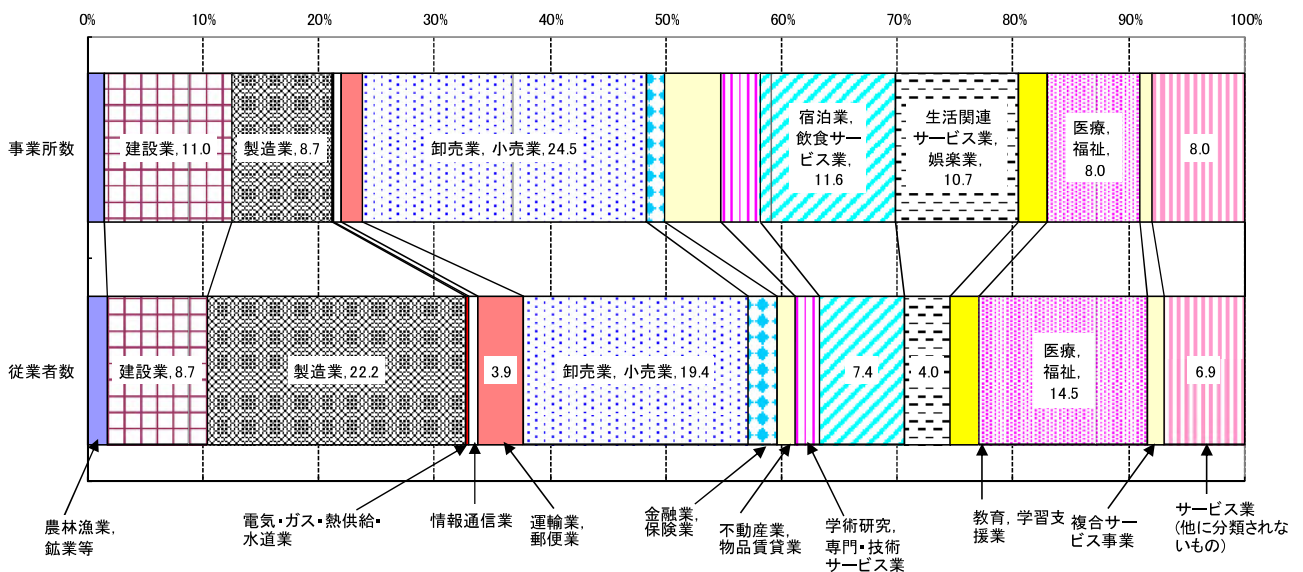 0% 10% 20% 30% 40% 50% 60% 70% 80% 90% 100%
事業所数
建設業, 11.0
製造業, 8.7
卸売業, 小売業, 24.5
宿泊業,
飲食サー
ビス業,
11.6
生活関連
サービス業,
娯楽業,
10.7
医療,
福祉,
8.0
8.0
従業者数
建設業, 8.7
製造業, 22.2
3.9
卸売業, 小売業, 19.4
7.4
4.0
医療,
福祉,
14.5
6.9
農林漁業,
鉱業等
電気・ガス・熱供給・
水道業
情報通信業
運輸業,
郵便業
金融業,
保険業
不動産業,
物品賃貸業
学術研究,
専門・技術
サービス業
教育, 学習支
援業
複合サー
ビス事業
サービス業
(他に分類されな
いもの)